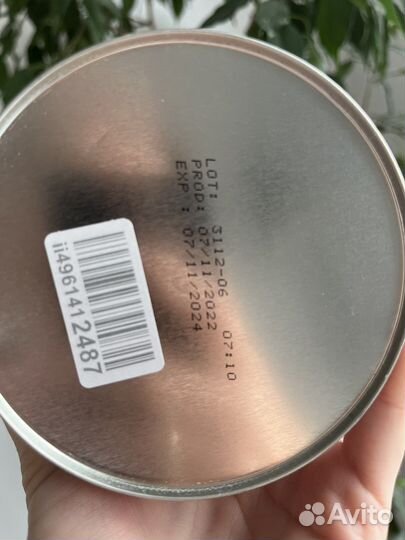 LOT: 3112-06 07:10
PROD: 07/11/2022
EXP: 07/11/2024
ii4961412487
Avito